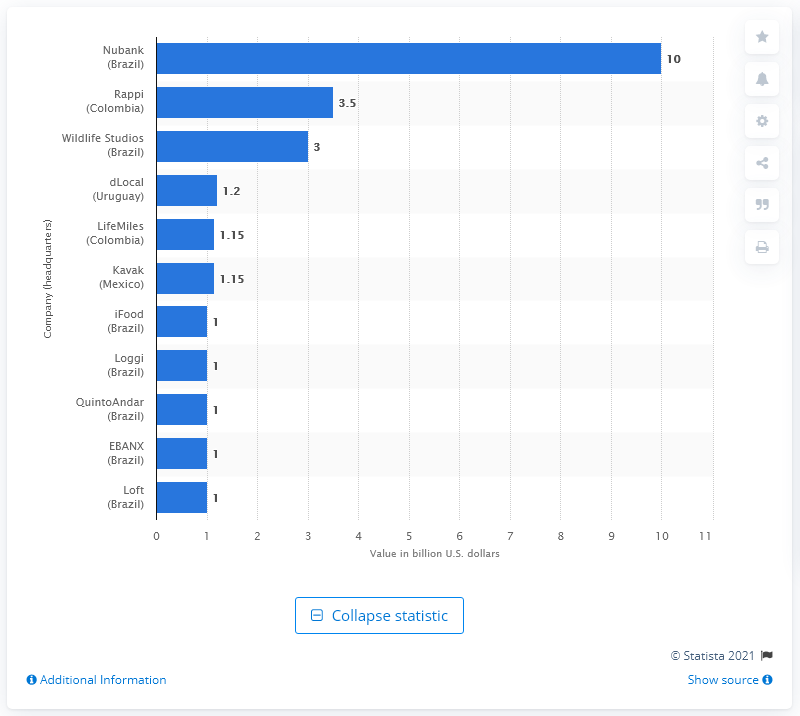 Nubank
(Brazil)
10
Rappi
(Colombia)
3.5
Wildlife Studios
(Brazil)
3
dLocal
(Uruguay)
1.2
LifeMiles
(Colombia)
1.15
Kavak
(Mexico)
1.15
iFood
(Brazil)
1
Loggi
(Brazil)
1
QuintoAndar
(Brazil)
1
EBANX
(Brazil)
1
Loft
(Brazil)
1
Company (headquarters)
0 1 2 3 4 5 6 7 8 9 10 11
Value in billion U.S. dollars
Collapse statistic
© Statista 2021
Additional Information
Show source